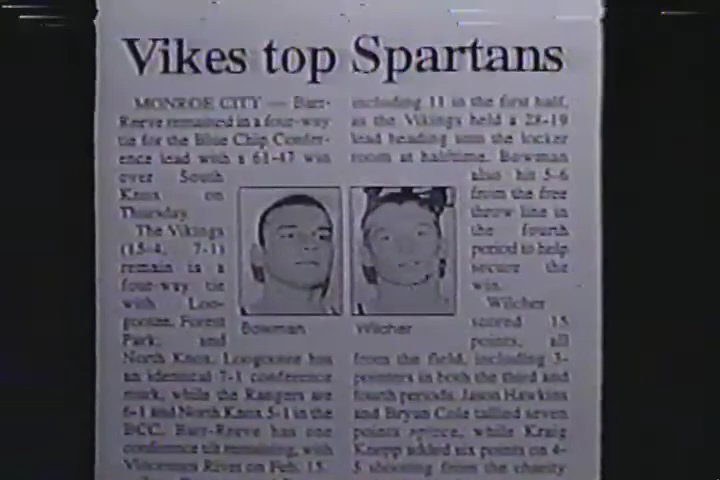 Vikes top Spartans
MONROE CITY — Barr-
Reeve remained in a four-way
tie for the Blue Chip Confer-
ence lead with a 61-47 win
over South
Knox on
Thursday.
The Vikings
(15-4, 7-1)
remain in a
four-way tie
with Loo-
gootee, Forest
Park, and
North Knox. Loogootee has
an identical 7-1 conference
mark, while the Rangers are
6-1 and North Knox 5-1 in the
BCC. Barr-Reeve has one
conference tilt remaining, with
Vincennes Rivet on Feb. 15.
Bowman
Wilcher
including 11 in the first half,
as the Vikings held a 28-19
lead heading into the locker
room at halftime. Bowman
also hit 5-6
from the free
throw line in
the fourth
period to help
secure the
win.
Wilcher
scored 15
points, all
from the field, including 3-
pointers in both the third and
fourth periods. Jason Hawkins
and Bryan Cole tallied seven
points apiece, while Kraig
Knepp added six points on 4-
5 shooting from the charity